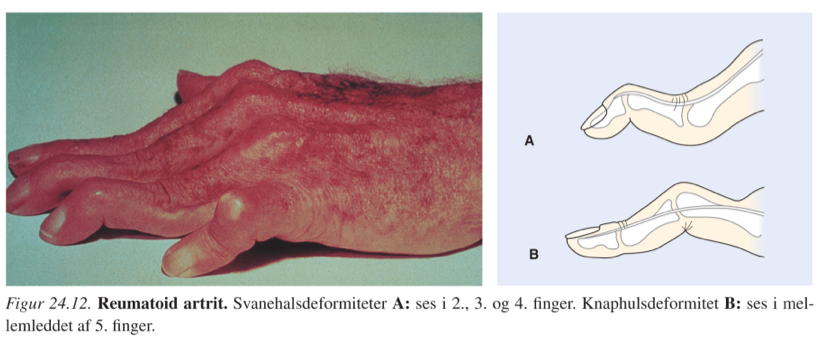 A
B
Figur 24.12. Reumatoid artrit. Svanehalsdeformiteter A: ses i 2., 3. og 4. finger. Knaphulsdeformitet B: ses i mel-
lemleddet af 5. finger.